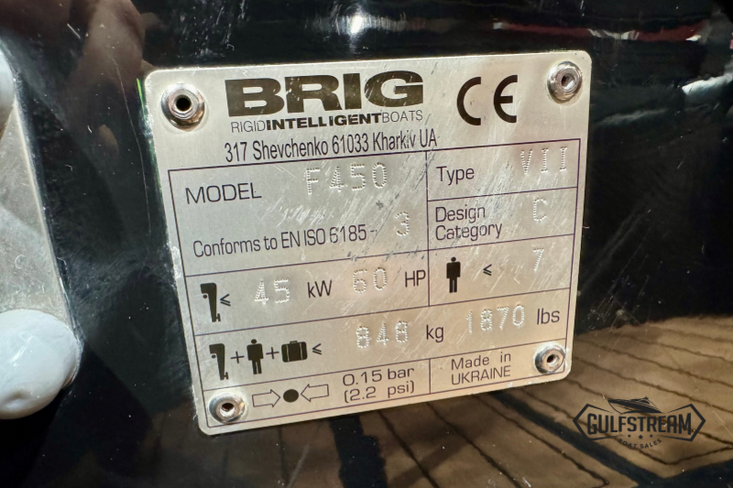 BRIG
CE
RIGIDINTELLIGENTBOATS
317 Shevchenko 61033 Kharkiv UA
MODEL F450
Type VII
Conforms to EN ISO 6185- 3
Design Category C
≤ 45 kW 60 HP
≤ 7
+ + ≤ 848 kg 1870 lbs
0.15 bar
(2.2 psi)
Made in
UKRAINE
GULFSTREAM
BOAT SALES